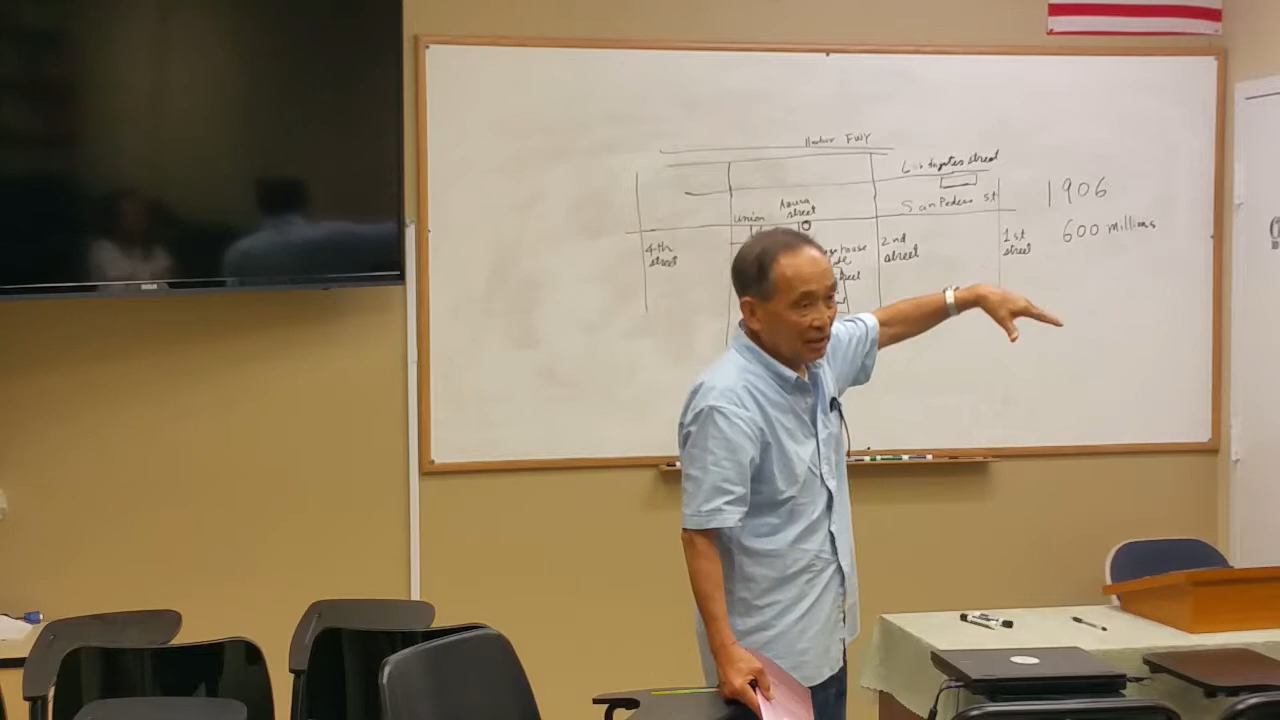 Harbor FWY
Los Angeles street
1906
Azusa
street
San Pedro St
Union
600 millions
4th
street
2nd
street
1st
street